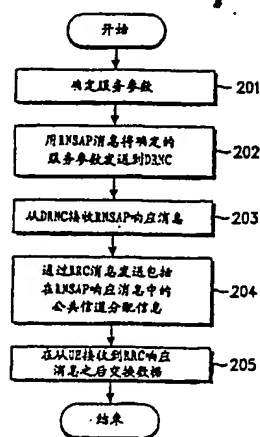 开始
确定服务参数
201
用RNSAP消息将确定的
服务参数发送到DRNC
202
从DRNC接收RNSAP响应消息
203
通过RRC消息发送包括
在RNSAP响应消息中的
公共信道分配信息
204
在从UE接收到RRC响应
消息之后交换数据
205
结束